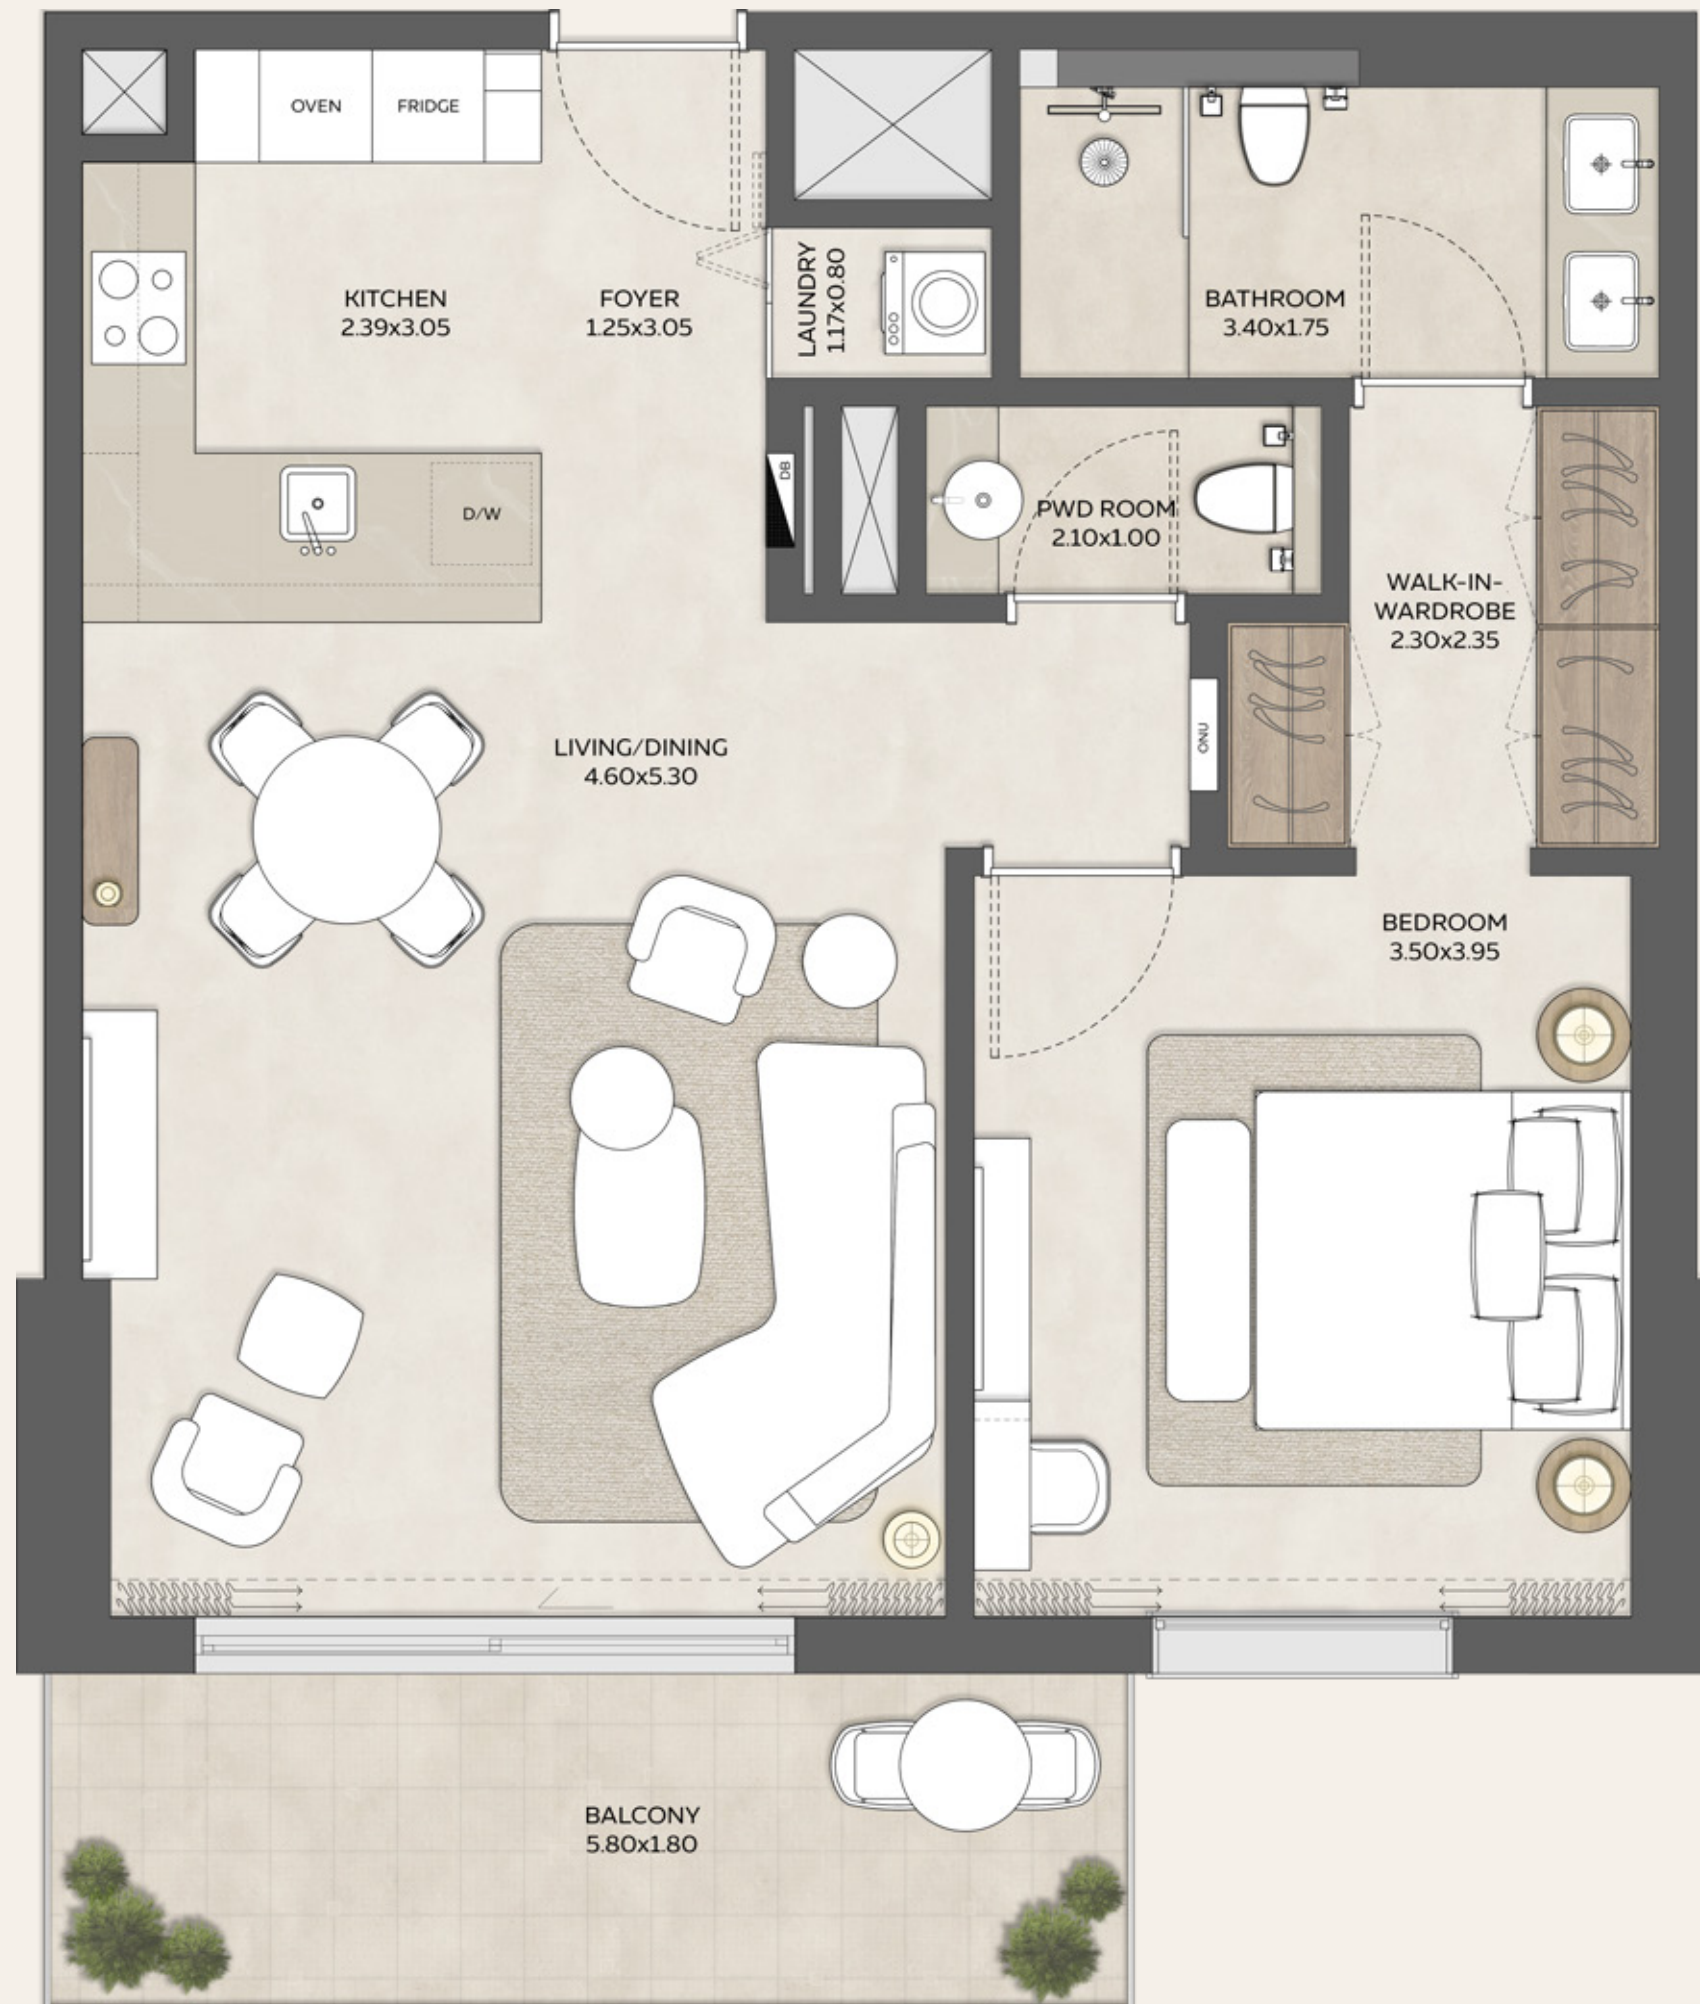 OVEN
FRIDGE
KITCHEN
2.39x3.05
FOYER
1.25x3.05
LAUNDRY
1.17x0.80
BATHROOM
3.40x1.75
DB
D/W
PWD ROOM
2.10x1.00
WALK-IN-
WARDROBE
2.30x2.35
ONU
LIVING/DINING
4.60x5.30
BEDROOM
3.50x3.95
BALCONY
5.80x1.80